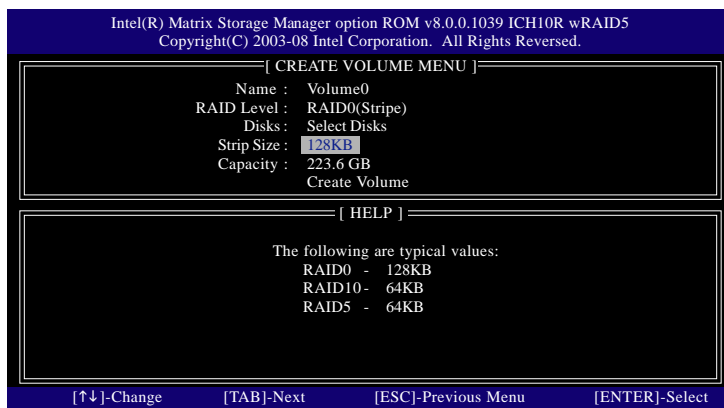 Intel(R) Matrix Storage Manager option ROM v8.0.0.1039 ICH10R wRAID5
Copyright(C) 2003-08 Intel Corporation. All Rights Reversed.
[ CREATE VOLUME MENU ]
Name : Volume0
RAID Level : RAID0(Stripe)
Disks : Select Disks
Strip Size : 128KB
Capacity : 223.6 GB
Create Volume
[ HELP ]
The following are typical values:
RAID0 - 128KB
RAID10 - 64KB
RAID5 - 64KB
[↑↓]-Change [TAB]-Next [ESC]-Previous Menu [ENTER]-Select